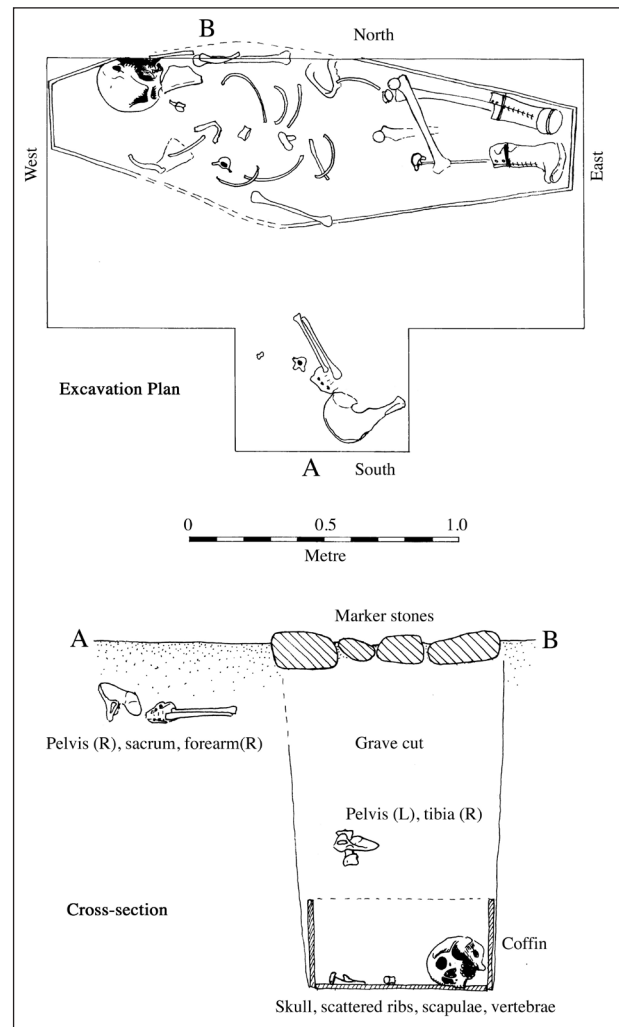 B
North
West
East
Excavation Plan
A
South
0 0.5 1.0
Metre
Marker stones
A
B
Pelvis (R), sacrum, forearm(R)
Grave cut
Pelvis (L), tibia (R)
Cross-section
Coffin
Skull, scattered ribs, scapulae, vertebrae